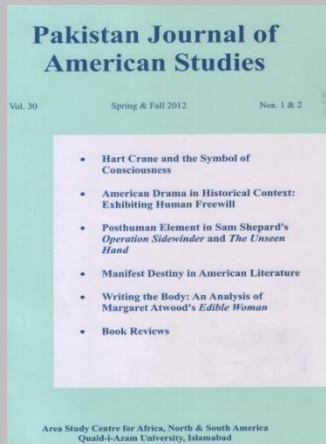 Pakistan Journal of
American Studies
Vol. 30 Spring & Fall 2012 Nos. 1 & 2
• Hart Crane and the Symbol of
Consciousness
• American Drama in Historical Context:
Exhibiting Human Freewill
• Posthuman Element in Sam Shepard's
Operation Sidewinder and The Unseen
Hand
• Manifest Destiny in American Literature
• Writing the Body: An Analysis of
Margaret Atwood's Edible Woman
• Book Reviews
Area Study Centre for Africa, North & South America
Quaid-i-Azam University, Islamabad